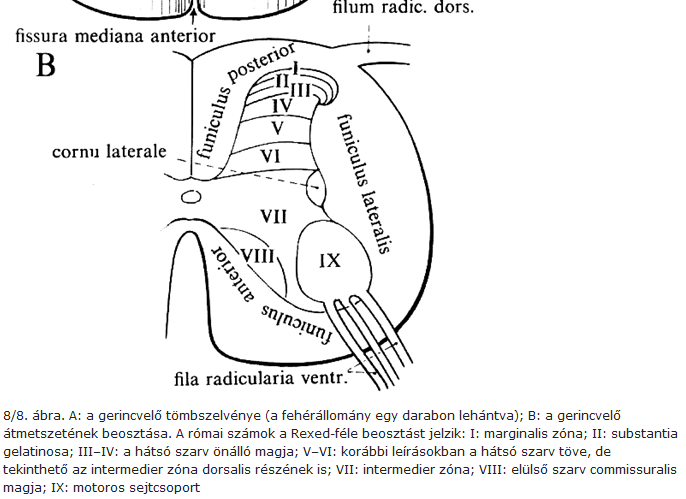 filum radic. dors.
fissura mediana anterior
B
funiculus posterior
I
II
III
IV
V
cornu laterale
VI
funiculus lateralis
VII
VIII
IX
funiculus anterior
fila radicularia ventr.
8/8. ábra. A: a gerincvelő tömbszelvénye (a fehérállomány egy darabon lehántva); B: a gerincvelő
átmetszetének beosztása. A római számok a Rexed-féle beosztást jelzik: I: marginalis zóna; II: substantia
gelatinosa; III–IV: a hátsó szarv önálló magja; V–VI: korábbi leírásokban a hátsó szarv töve, de
tekinthető az intermedier zóna dorsalis részének is; VII: intermedier zóna; VIII: elülső szarv commissuralis
magja; IX: motoros sejtcsoport